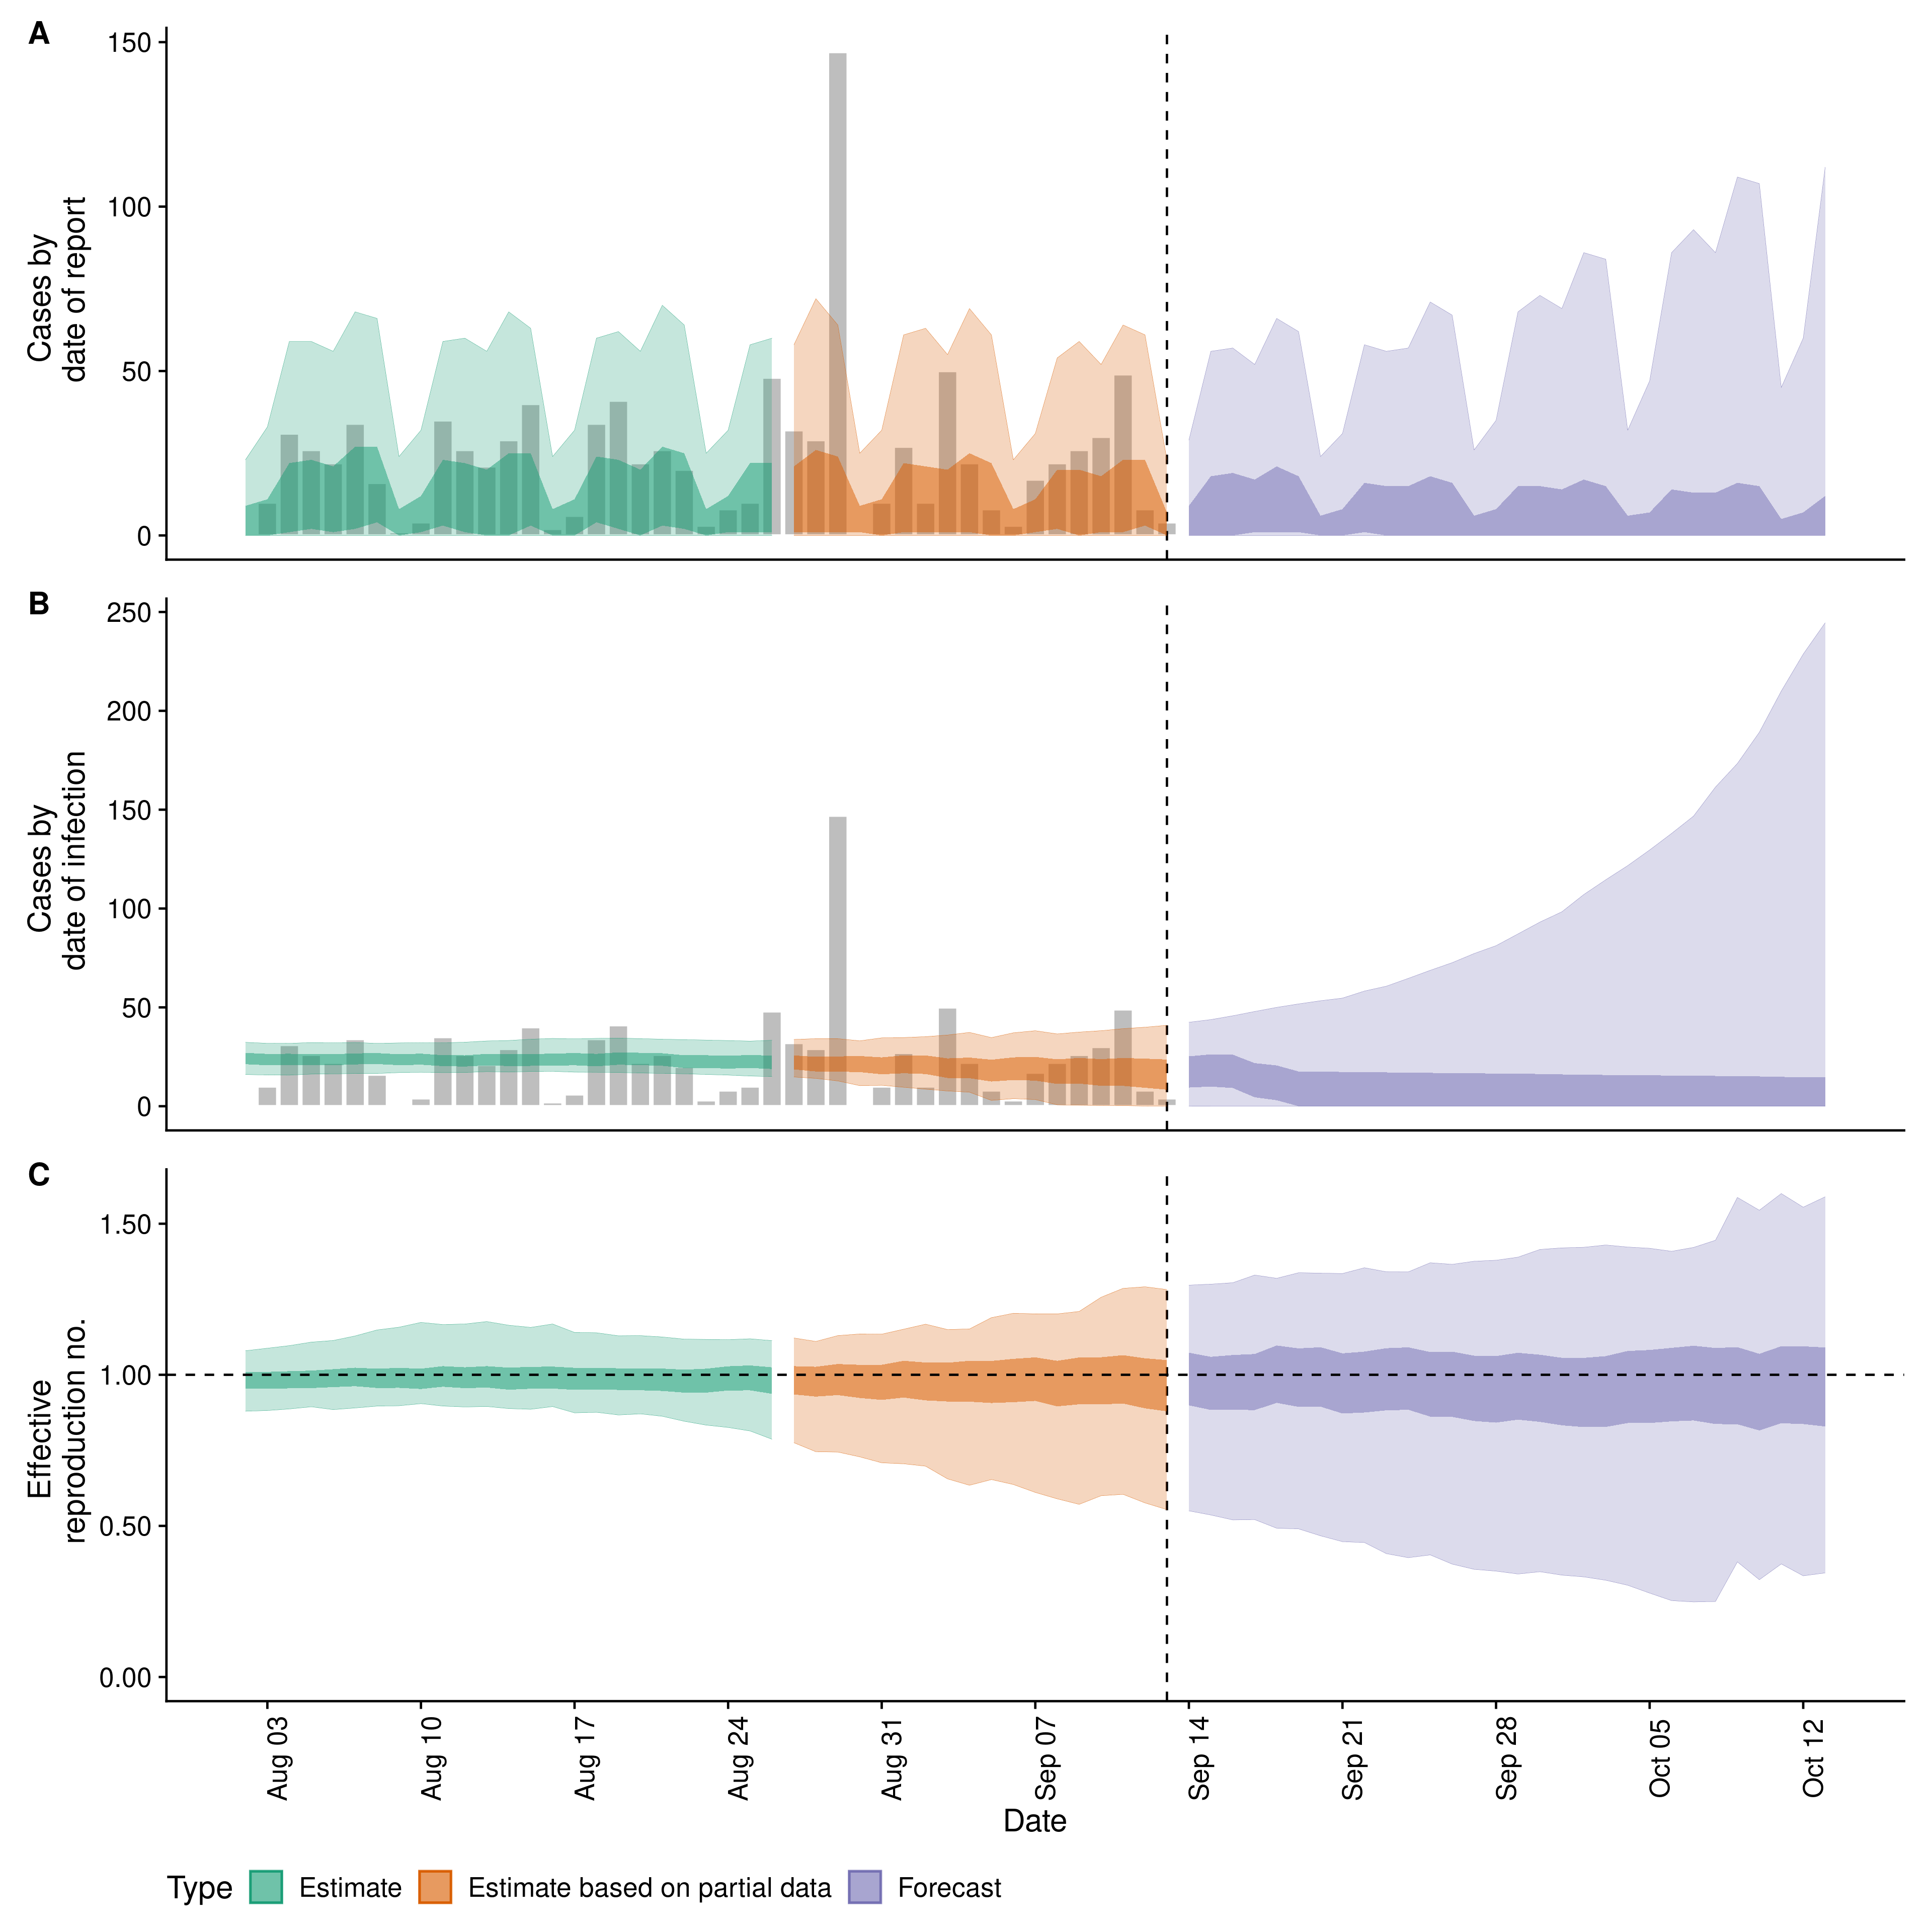 A
150
100
50
0
Cases by
date of report
B
250
200
150
100
50
0
Cases by
date of infection
C
1.50
1.00
0.50
0.00
Effective
reproduction no.
Aug 03
Aug 10
Aug 17
Aug 24
Aug 31
Sep 07
Sep 14
Sep 21
Sep 28
Oct 05
Oct 12
Date
Type Estimate Estimate based on partial data Forecast